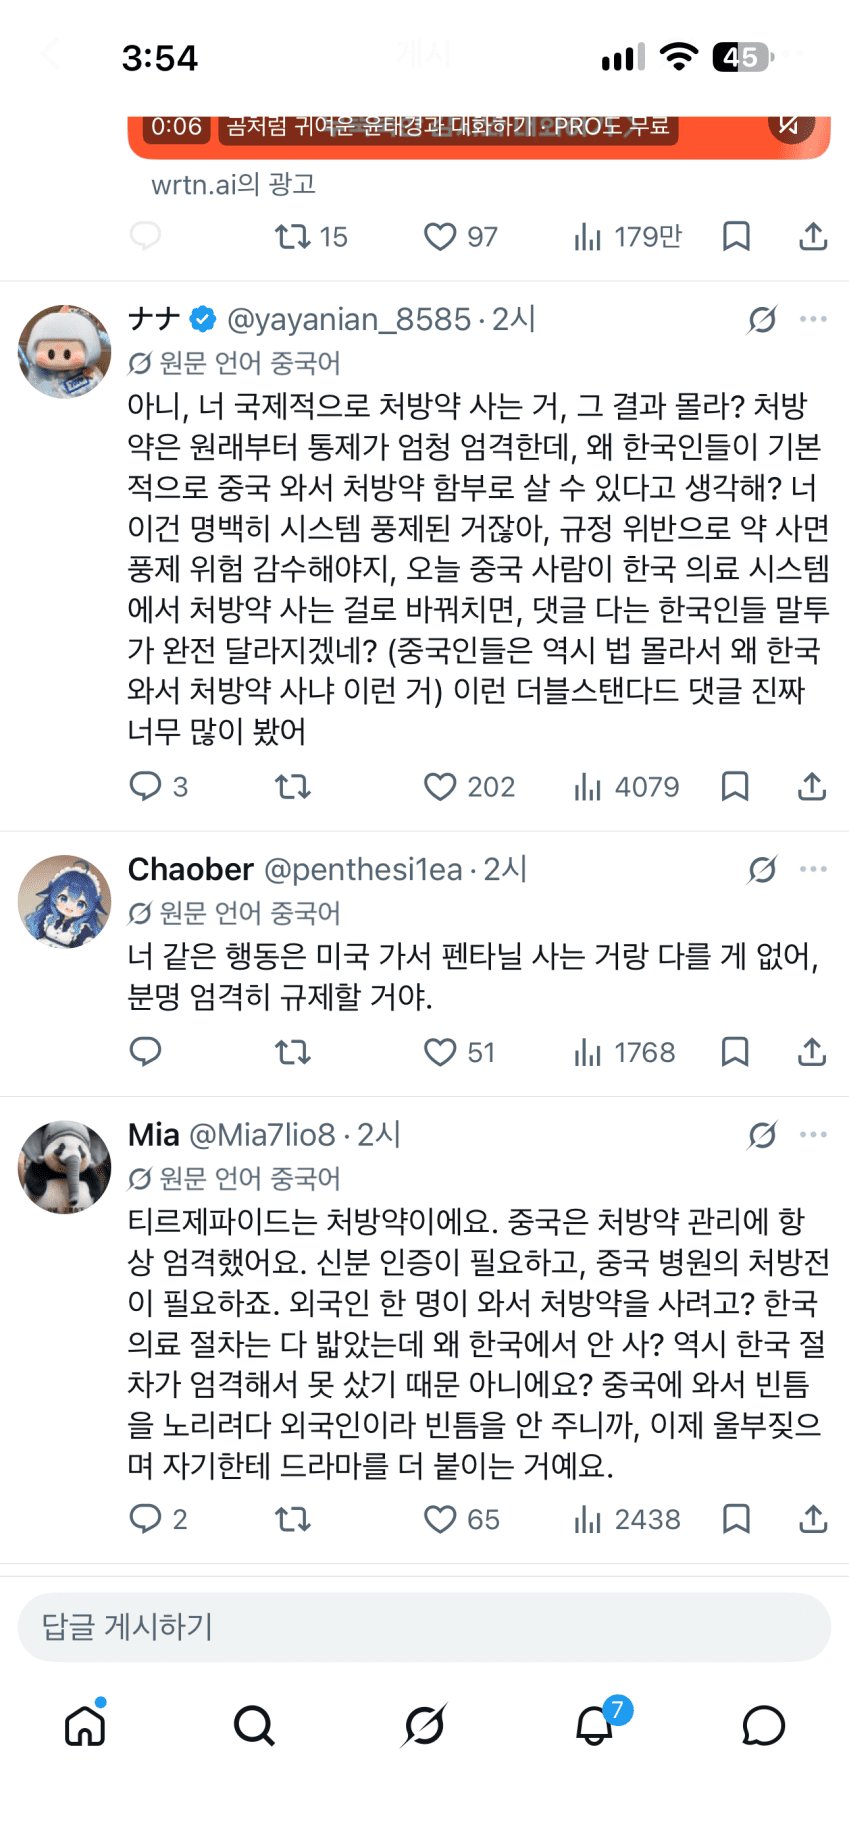 3:54
45
0:06 곰처럼 귀여운 윤태경과 대화하기 · PRO도 무료
wrtn.ai의 광고
15 97 179만
ナナ @yayanian_8585 · 2시
원문 언어 중국어
아니, 너 국제적으로 처방약 사는 거, 그 결과 몰라? 처방
약은 원래부터 통제가 엄청 엄격한데, 왜 한국인들이 기본
적으로 중국 와서 처방약 함부로 살 수 있다고 생각해? 너
이건 명백히 시스템 풍제된 거잖아, 규정 위반으로 약 사면
풍제 위험 감수해야지, 오늘 중국 사람이 한국 의료 시스템
에서 처방약 사는 걸로 바꿔치면, 댓글 다는 한국인들 말투
가 완전 달라지겠네? (중국인들은 역시 법 몰라서 왜 한국
와서 처방약 사냐 이런 거) 이런 더블스탠다드 댓글 진짜
너무 많이 봤어
3 202 4079
Chaober @penthesi1ea · 2시
원문 언어 중국어
너 같은 행동은 미국 가서 펜타닐 사는 거랑 다를 게 없어,
분명 엄격히 규제할 거야.
51 1768
Mia @Mia7lio8 · 2시
원문 언어 중국어
티르제파이드는 처방약이에요. 중국은 처방약 관리에 항
상 엄격했어요. 신분 인증이 필요하고, 중국 병원의 처방전
이 필요하죠. 외국인 한 명이 와서 처방약을 사려고? 한국
의료 절차는 다 밟았는데 왜 한국에서 안 사? 역시 한국 절
차가 엄격해서 못 샀기 때문 아니에요? 중국에 와서 빈틈
을 노리려다 외국인이라 빈틈을 안 주니까, 이제 울부짖으
며 자기한테 드라마를 더 붙이는 거예요.
2 65 2438
답글 게시하기
7